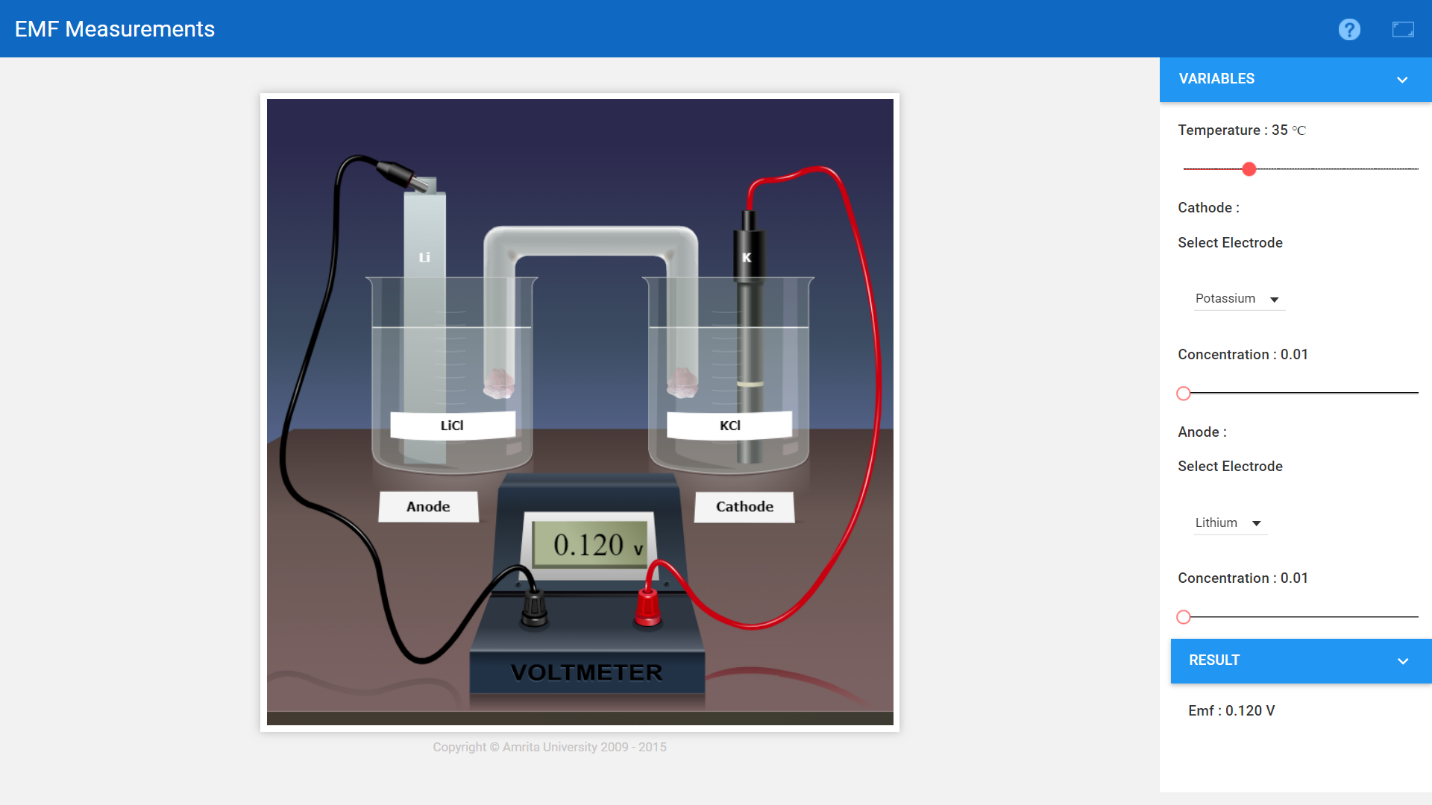 EMF Measurements
?
VARIABLES
Temperature : 35 °C
Cathode :
Select Electrode
Potassium
Concentration : 0.01
Anode :
Select Electrode
Lithium
Concentration : 0.01
RESULT
Emf : 0.120 V
Li
K
LiCl
KCl
Anode
Cathode
0.120 V
VOLTMETER
Copyright © Amrita University 2009 - 2015